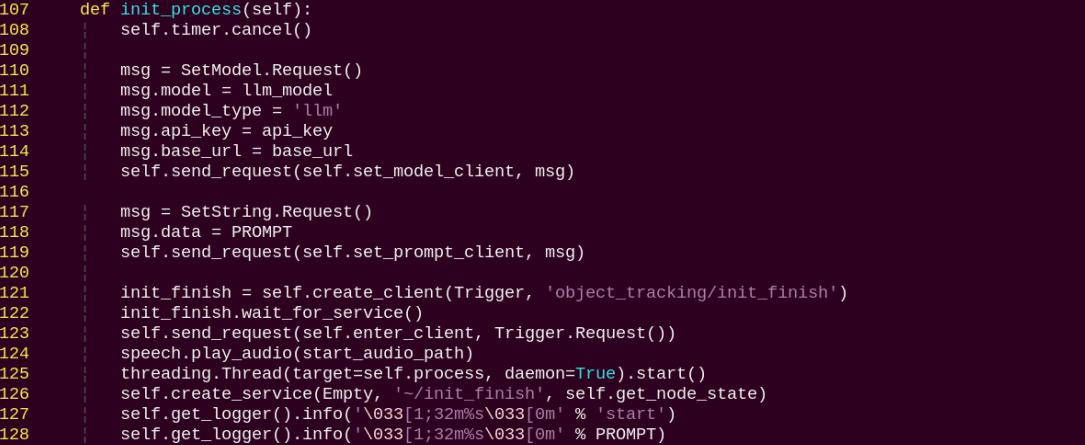 107     def init_process(self):
108     ¦   self.timer.cancel()
109     ¦
110     ¦   msg = SetModel.Request()
111     ¦   msg.model = llm_model
112     ¦   msg.model_type = 'llm'
113     ¦   msg.api_key = api_key
114     ¦   msg.base_url = base_url
115     ¦   self.send_request(self.set_model_client, msg)
116
117     ¦   msg = SetString.Request()
118     ¦   msg.data = PROMPT
119     ¦   self.send_request(self.set_prompt_client, msg)
120     ¦
121     ¦   init_finish = self.create_client(Trigger, 'object_tracking/init_finish')
122     ¦   init_finish.wait_for_service()
123     ¦   self.send_request(self.enter_client, Trigger.Request())
124     ¦   speech.play_audio(start_audio_path)
125     ¦   threading.Thread(target=self.process, daemon=True).start()
126     ¦   self.create_service(Empty, '~/init_finish', self.get_node_state)
127     ¦   self.get_logger().info('\033[1;32m%s\033[0m' % 'start')
128     ¦   self.get_logger().info('\033[1;32m%s\033[0m' % PROMPT)